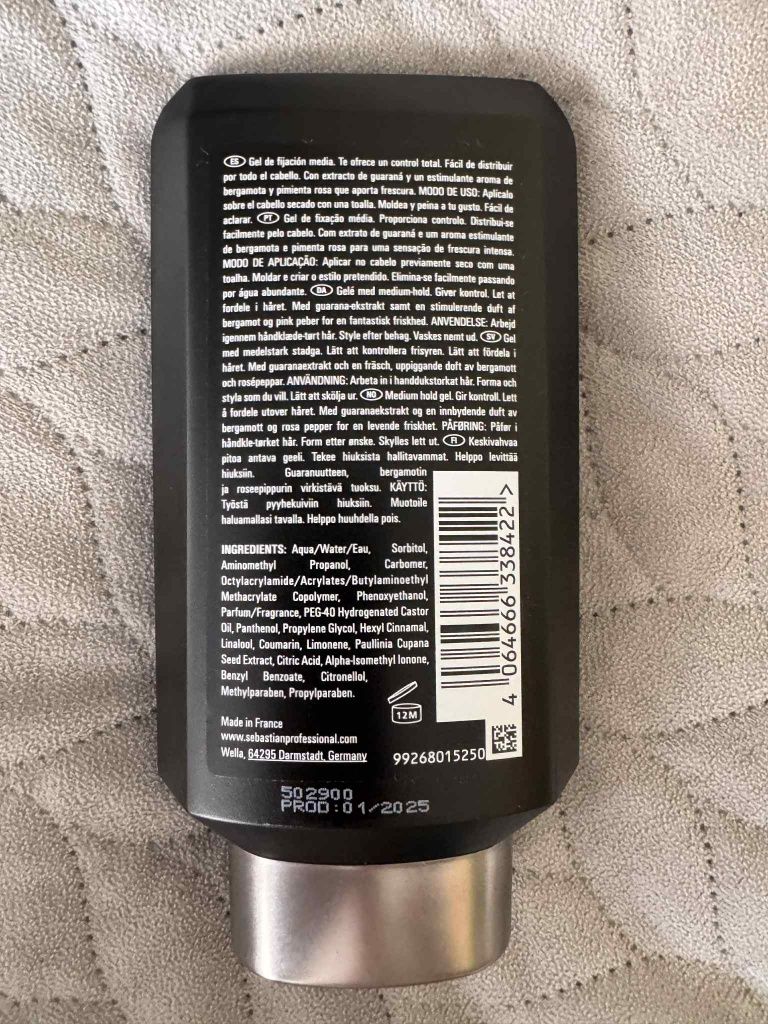 ES Gel de fijación media. Te ofrece un control total. Fácil de distribuir
por todo el cabello. Con extracto de guaraná y un estimulante aroma de
bergamota y pimienta rosa que aporta frescura. MODO DE USO: Aplícalo
sobre el cabello secado con una toalla. Moldea y peina a tu gusto. Fácil de
aclarar. PT Gel de fixação média. Proporciona controlo. Distribui-se
facilmente pelo cabelo. Com extrato de guaraná e um aroma estimulante
de bergamota e pimenta rosa para uma sensação de frescura intensa.
MODO DE APLICAÇÃO: Aplicar no cabelo previamente seco com uma
toalha. Moldar e criar o estilo pretendido. Elimina-se facilmente passando
por água abundante. DA Gelé med medium-hold. Giver kontrol. Let at
fordele i håret. Med guarana-ekstrakt samt en stimulerende duft af
bergamot og pink peber for en fantastisk friskhed. ANVENDELSE: Arbejd
igennem håndklæde-tørt hår. Style efter behag. Vaskes nemt ud. SV Gel
med medelstark stadga. Lätt att kontrollera frisyren. Lätt att fördela i
håret. Med guaranaextrakt och en fräsch, uppiggande doft av bergamott
och rosépeppar. ANVÄNDNING: Arbeta in i handdukstorkat hår. Forma och
styla som du vill. Lätt att skölja ur. NO Medium hold gel. Gir kontroll. Lett
å fordele utover håret. Med guaranaekstrakt og en innbydende duft av
bergamott og rosa pepper for en levende friskhet. PÅFØRING: Påfør i
håndkle-tørket hår. Form etter ønske. Skylles lett ut. FI Keskivahvaa
pitoa antava geeli. Tekee hiuksista hallitavammat. Helppo levittää
hiuksiin. Guaranuutteen, bergamotin
ja roseepippurin virkistävä tuoksu. KÄYTTÖ:
Työstä pyyhekuiviin hiuksiin. Muotoile
haluamallasi tavalla. Helppo huuhdella pois.
INGREDIENTS: Aqua/Water/Eau, Sorbitol,
Aminomethyl Propanol, Carbomer,
Octylacrylamide/Acrylates/Butylaminoethyl
Methacrylate Copolymer, Phenoxyethanol,
Parfum/Fragrance, PEG-40 Hydrogenated Castor
Oil, Panthenol, Propylene Glycol, Hexyl Cinnamal,
Linalool, Coumarin, Limonene, Paullinia Cupana
Seed Extract, Citric Acid, Alpha-Isomethyl Ionone,
Benzyl Benzoate, Citronellol,
Methylparaben, Propylparaben.
4 064666 338422 >
12M
Made in France
www.sebastianprofessional.com
Wella, 64295 Darmstadt, Germany
99268015250
502900
PROD:01/2025